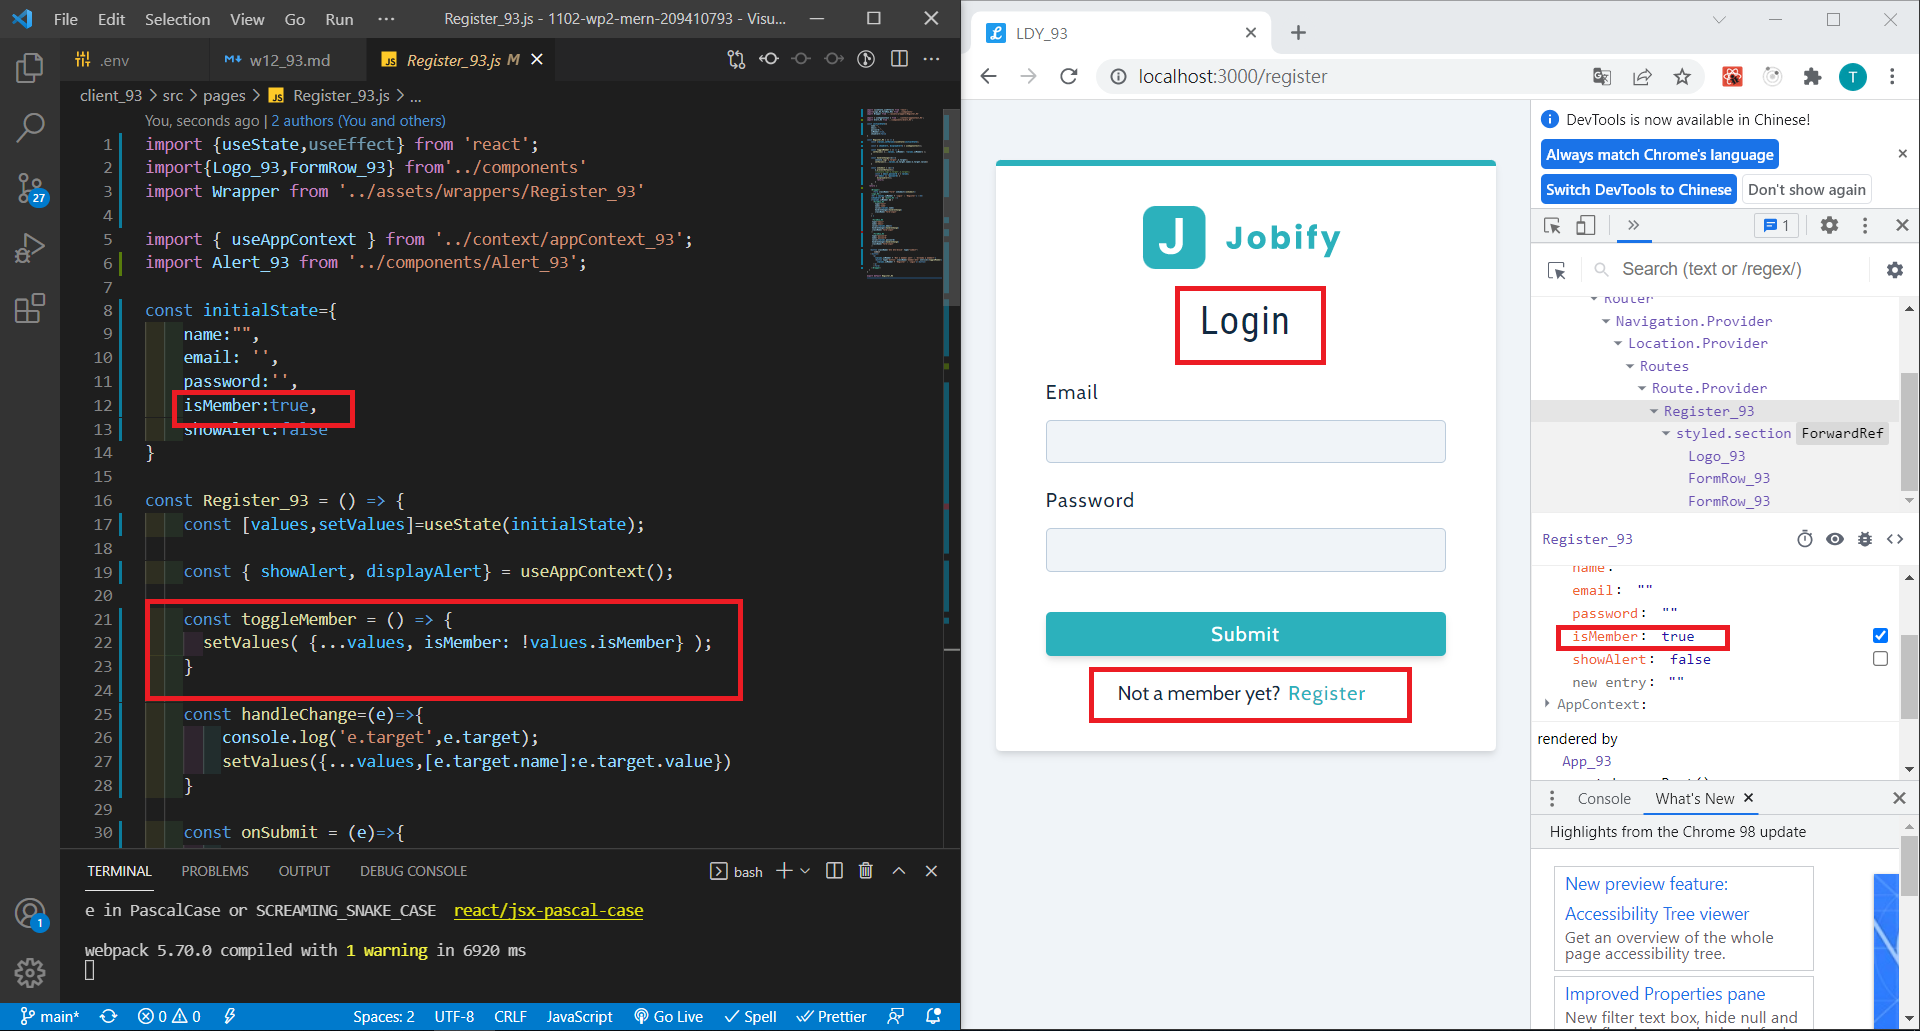 File Edit Selection View Go Run ··· Register_93.js - 1102-wp2-mern-209410793 - Visu...
.env
w12_93.md
JS Register_93.js M
client_93 > src > pages > JS Register_93.js > ...
You, seconds ago | 2 authors (You and others)
1 import {useState,useEffect} from 'react';
2 import{Logo_93,FormRow_93} from'../components'
3 import Wrapper from '../assets/wrappers/Register_93'
4
5 import { useAppContext } from '../context/appContext_93';
6 import Alert_93 from '../components/Alert_93';
7
8 const initialState={
9 name:"",
10 email: '',
11 password:'',
12 isMember:true,
13 showAlert:false
14 }
15
16 const Register_93 = () => {
17 const [values,setValues]=useState(initialState);
18
19 const { showAlert, displayAlert} = useAppContext();
20
21 const toggleMember = () => {
22 setValues( {...values, isMember: !values.isMember} );
23 }
24
25 const handleChange=(e)=>{
26 console.log('e.target',e.target);
27 setValues({...values,[e.target.name]:e.target.value})
28 }
29
30 const onSubmit = (e)=>{
27
1
TERMINAL PROBLEMS OUTPUT DEBUG CONSOLE bash
e in PascalCase or SCREAMING_SNAKE_CASE react/jsx-pascal-case
webpack 5.70.0 compiled with 1 warning in 6920 ms
main* 0 0 Spaces: 2 UTF-8 CRLF JavaScript Go Live Spell Prettier
LDY_93
localhost:3000/register
T
J Jobify
Login
Email
Password
Submit
Not a member yet? Register
DevTools is now available in Chinese!
Always match Chrome's language
Switch DevTools to Chinese Don't show again
1
Search (text or /regex/)
Router
Navigation.Provider
Location.Provider
Routes
Route.Provider
Register_93
styled.section ForwardRef
Logo_93
FormRow_93
FormRow_93
Register_93
name:
email: ""
password: ""
isMember: true
showAlert: false
new entry: ""
AppContext:
rendered by
App_93
Console What's New
Highlights from the Chrome 98 update
New preview feature:
Accessibility Tree viewer
Get an overview of the whole
page accessibility tree.
Improved Properties pane
New filter text box, hide null and